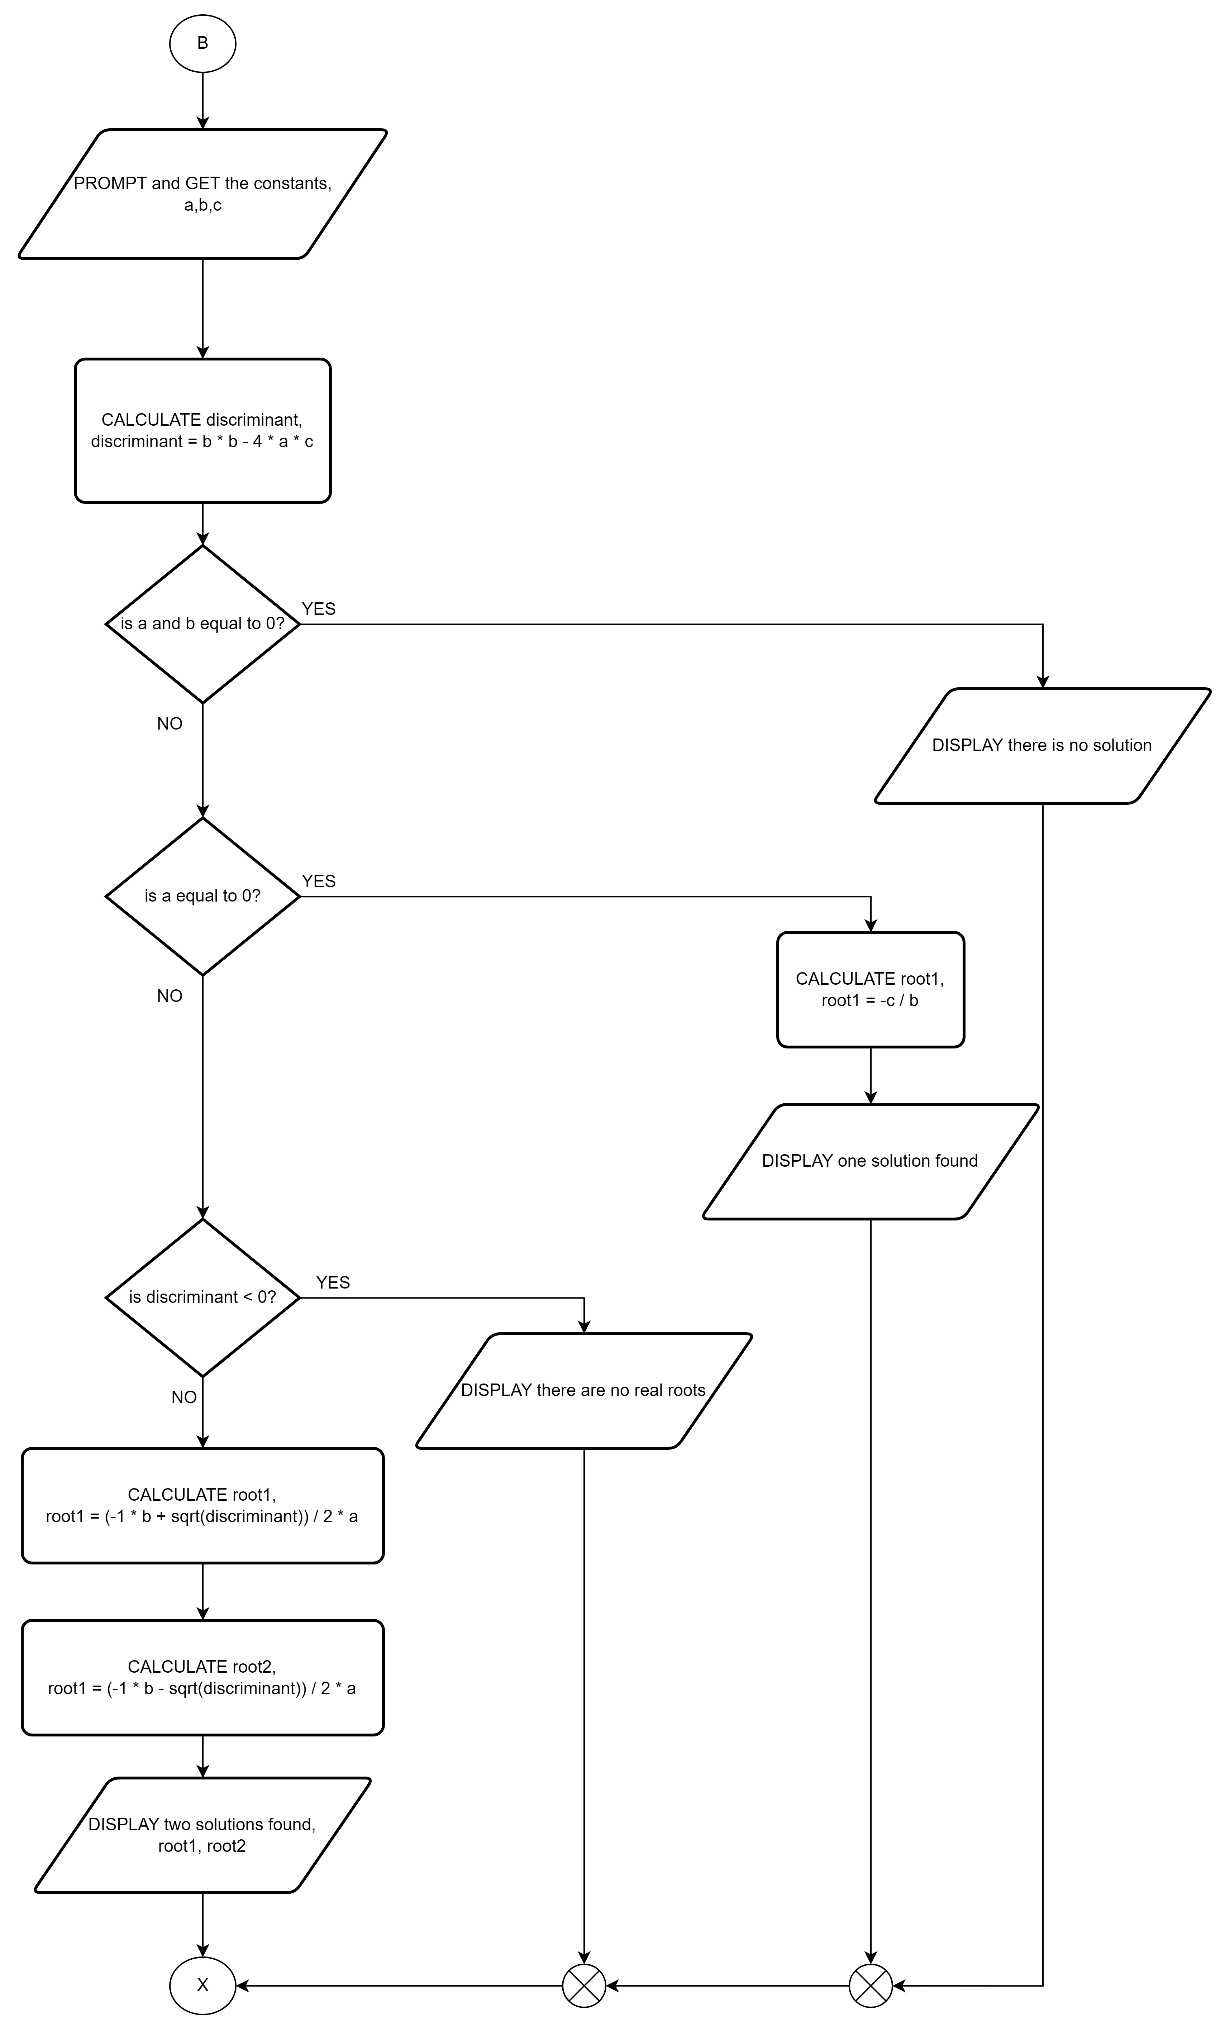 B
PROMPT and GET the constants,
a,b,c
CALCULATE discriminant,
discriminant = b * b - 4 * a * c
is a and b equal to 0?
YES
NO
DISPLAY there is no solution
is a equal to 0?
YES
NO
CALCULATE root1,
root1 = -c / b
DISPLAY one solution found
is discriminant < 0?
YES
NO
DISPLAY there are no real roots
CALCULATE root1,
root1 = (-1 * b + sqrt(discriminant)) / 2 * a
CALCULATE root2,
root1 = (-1 * b - sqrt(discriminant)) / 2 * a
DISPLAY two solutions found,
root1, root2
X